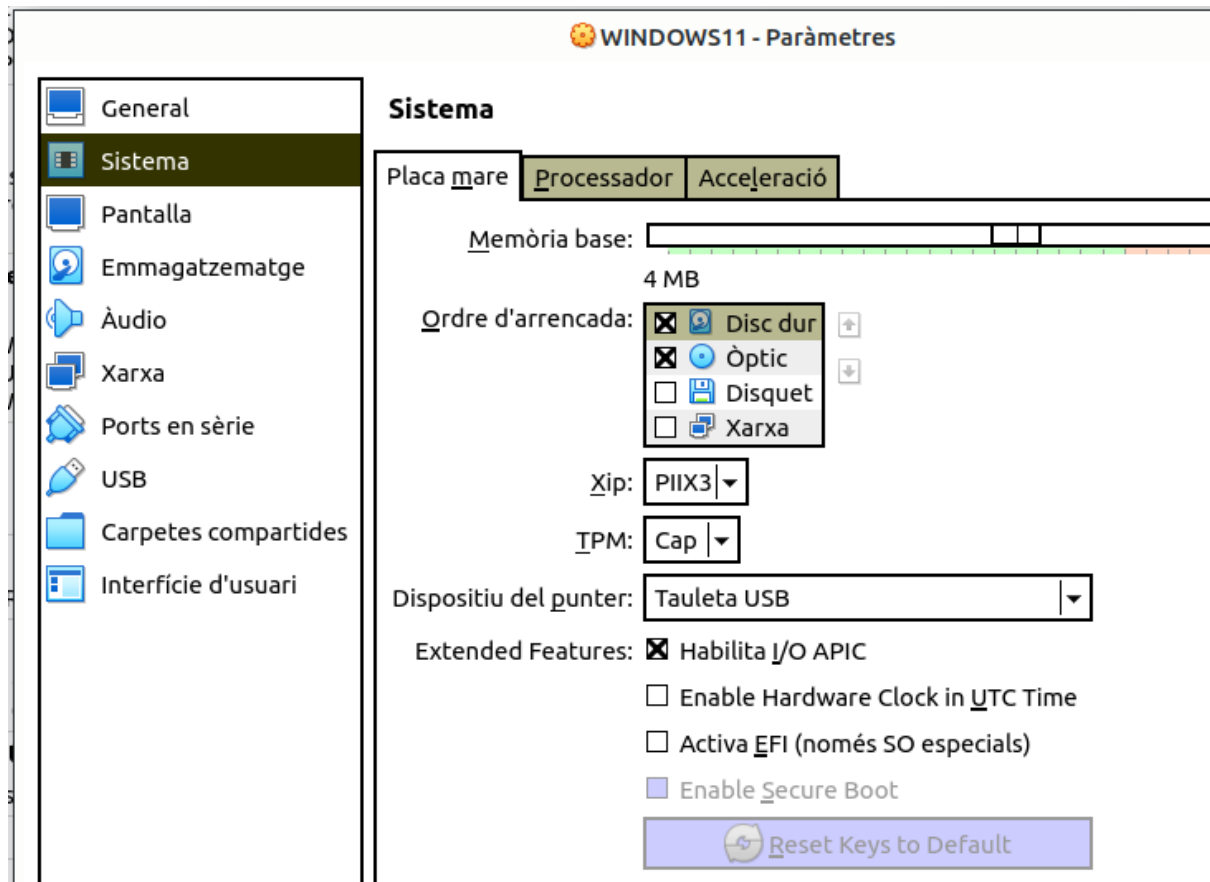 WINDOWS11 - Paràmetres
General
Sistema
Pantalla
Emmagatzematge
Àudio
Xarxa
Ports en sèrie
USB
Carpetes compartides
Interfície d'usuari
Sistema
Placa mare Processador Acceleració
Memòria base:
4 MB
Ordre d'arrencada: Disc dur
Òptic
Disquet
Xarxa
Xip: PIIX3
TPM: Cap
Dispositiu del punter: Tauleta USB
Extended Features: Habilita I/O APIC
Enable Hardware Clock in UTC Time
Activa EFI (només SO especials)
Enable Secure Boot
Reset Keys to Default